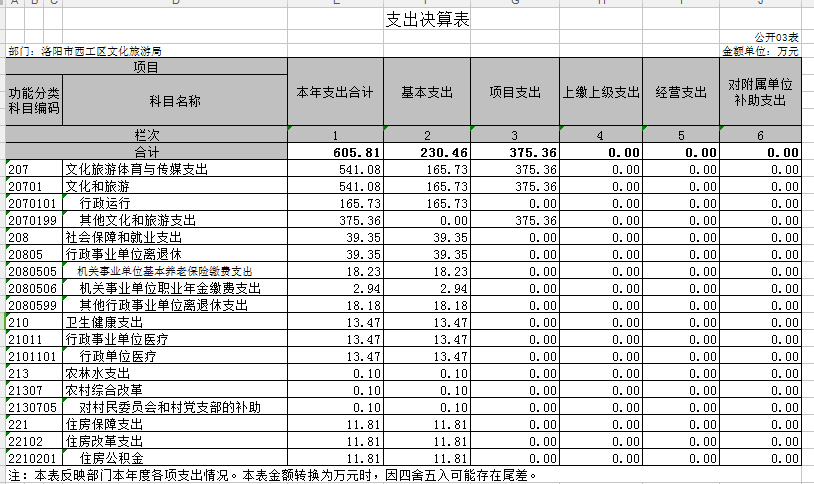 A B C D E F G H I J
支出决算表
公开03表
部门：洛阳市西工区文化旅游局 金额单位：万元
项目 本年支出合计 基本支出 项目支出 上缴上级支出 经营支出 对附属单位补助支出
功能分类科目编码 科目名称
栏次 1 2 3 4 5 6
合计 605.81 230.46 375.36 0.00 0.00 0.00
207 文化旅游体育与传媒支出 541.08 165.73 375.36 0.00 0.00 0.00
20701 文化和旅游 541.08 165.73 375.36 0.00 0.00 0.00
2070101 行政运行 165.73 165.73 0.00 0.00 0.00 0.00
2070199 其他文化和旅游支出 375.36 0.00 375.36 0.00 0.00 0.00
208 社会保障和就业支出 39.35 39.35 0.00 0.00 0.00 0.00
20805 行政事业单位离退休 39.35 39.35 0.00 0.00 0.00 0.00
2080505 机关事业单位基本养老保险缴费支出 18.23 18.23 0.00 0.00 0.00 0.00
2080506 机关事业单位职业年金缴费支出 2.94 2.94 0.00 0.00 0.00 0.00
2080599 其他行政事业单位离退休支出 18.18 18.18 0.00 0.00 0.00 0.00
210 卫生健康支出 13.47 13.47 0.00 0.00 0.00 0.00
21011 行政事业单位医疗 13.47 13.47 0.00 0.00 0.00 0.00
2101101 行政单位医疗 13.47 13.47 0.00 0.00 0.00 0.00
213 农林水支出 0.10 0.10 0.00 0.00 0.00 0.00
21307 农村综合改革 0.10 0.10 0.00 0.00 0.00 0.00
2130705 对村民委员会和村党支部的补助 0.10 0.10 0.00 0.00 0.00 0.00
221 住房保障支出 11.81 11.81 0.00 0.00 0.00 0.00
22102 住房改革支出 11.81 11.81 0.00 0.00 0.00 0.00
2210201 住房公积金 11.81 11.81 0.00 0.00 0.00 0.00
注：本表反映部门本年度各项支出情况。本表金额转换为万元时，因四舍五入可能存在尾差。